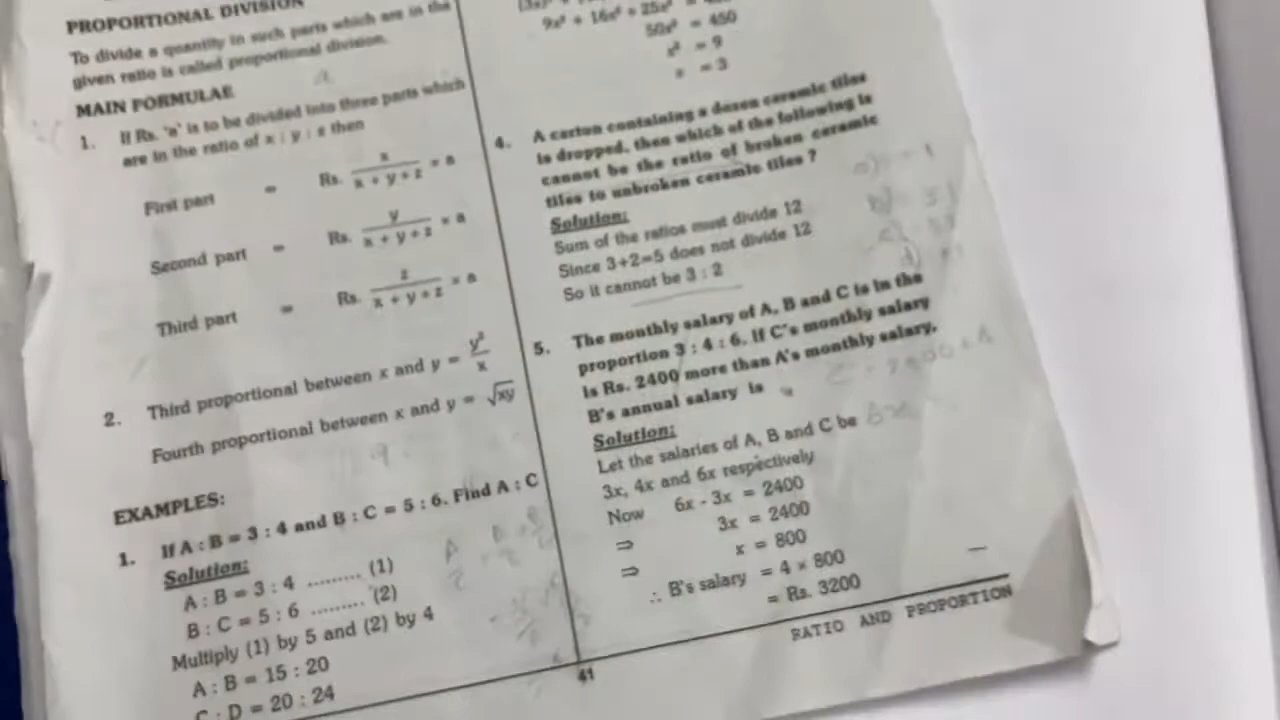 PROPORTIONAL DIVISION
To divide a quantity in such parts which are in the
given ratio is called proportional division.
MAIN FORMULAE
1. If Rs. 'a' is to be divided into three parts which
are in the ratio of x : y : z then
First part = Rs. x / x + y + z × a
Second part = Rs. y / x + y + z × a
Third part = Rs. z / x + y + z × a
2. Third proportional between x and y = y² / x
Fourth proportional between x and y = √xy
EXAMPLES:
1. If A : B = 3 : 4 and B : C = 5 : 6. Find A : C
Solution:
A : B = 3 : 4 ......... (1)
B : C = 5 : 6 ......... (2)
Multiply (1) by 5 and (2) by 4
A : B = 15 : 20
C : D = 20 : 24
9x² + 16x² + 25x² =
50x² = 450
x² = 9
x = 3
4. A carton containing a dozen ceramic tiles
is dropped, then which of the following is
cannot be the ratio of broken ceramic
tiles to unbroken ceramic tiles ?
Solution:
Sum of the ratios must divide 12
Since 3+2=5 does not divide 12
So it cannot be 3 : 2
5. The monthly salary of A, B and C is in the
proportion 3 : 4 : 6. If C's monthly salary
is Rs. 2400 more than A's monthly salary,
B's annual salary is
Solution:
Let the salaries of A, B and C be
3x, 4x and 6x respectively
Now 6x - 3x = 2400
⇒ 3x = 2400
⇒ x = 800
∴ B's salary = 4 × 800
= Rs. 3200
RATIO AND PROPORTION
41